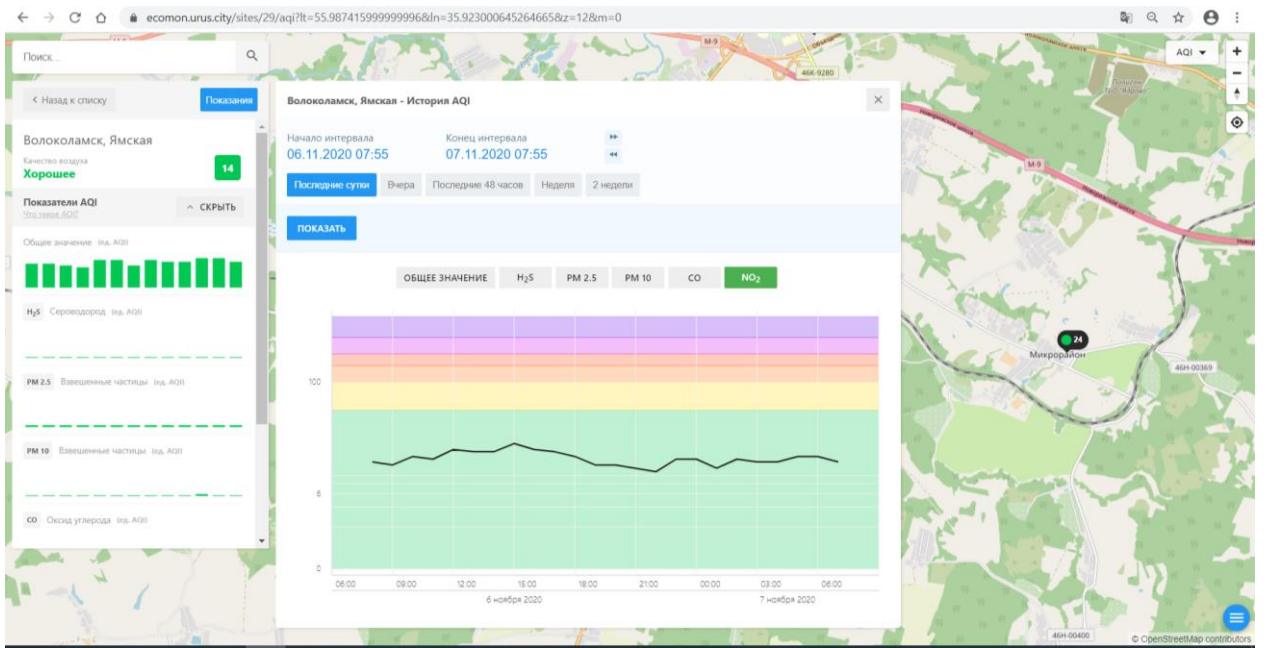 ecomon.urus.city/sites/29/aqi?lt=55.987415999999996&ln=35.923000645264665&z=12&m=0
Поиск...
AQI
+
−
Назад к списку
Показания
Волоколамск, Ямская
Качество воздуха
Хорошее
14
Показатели AQI
Что такое AQI?
СКРЫТЬ
Общее значение (ед. AQI)
H₂S Сероводород (ед. AQI)
PM 2.5 Взвешенные частицы (ед. AQI)
PM 10 Взвешенные частицы (ед. AQI)
CO Оксид углерода (ед. AQI)
Волоколамск, Ямская - История AQI
Начало интервала
Конец интервала
06.11.2020 07:55
07.11.2020 07:55
Последние сутки
Вчера
Последние 48 часов
Неделя
2 недели
ПОКАЗАТЬ
ОБЩЕЕ ЗНАЧЕНИЕ
H₂S
PM 2.5
PM 10
CO
NO₂
100
6
0
06:00
09:00
12:00
15:00
18:00
21:00
00:00
03:00
06:00
6 ноября 2020
7 ноября 2020
М-9
46К-9280
М-9
Новорижское шоссе
24
Микрорайон
46Н-00369
46Н-00400
© OpenStreetMap contributors